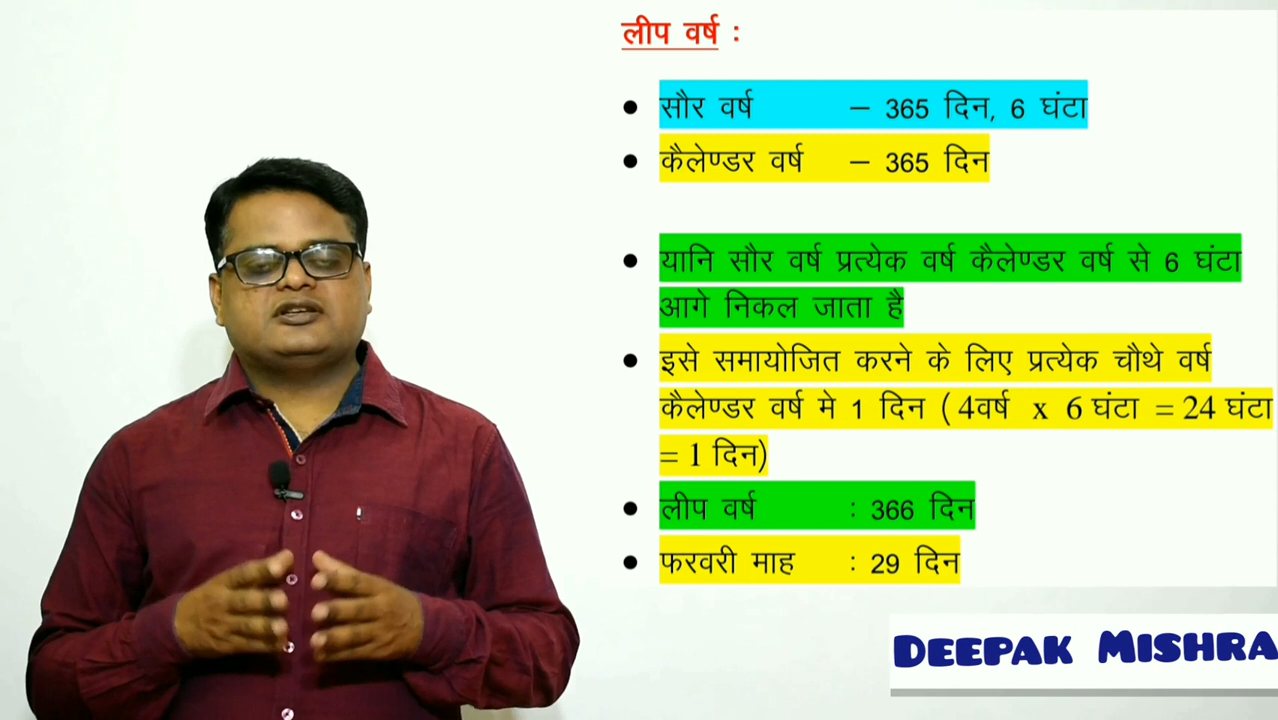 लीप वर्ष :
• सौर वर्ष – 365 दिन, 6 घंटा
• कैलेण्डर वर्ष – 365 दिन
• यानि सौर वर्ष प्रत्येक वर्ष कैलेण्डर वर्ष से 6 घंटा
आगे निकल जाता है
• इसे समायोजित करने के लिए प्रत्येक चौथे वर्ष
कैलेण्डर वर्ष मे 1 दिन ( 4वर्ष x 6 घंटा = 24 घंटा
= 1 दिन)
• लीप वर्ष : 366 दिन
• फरवरी माह : 29 दिन
DEEPAK MISHRA